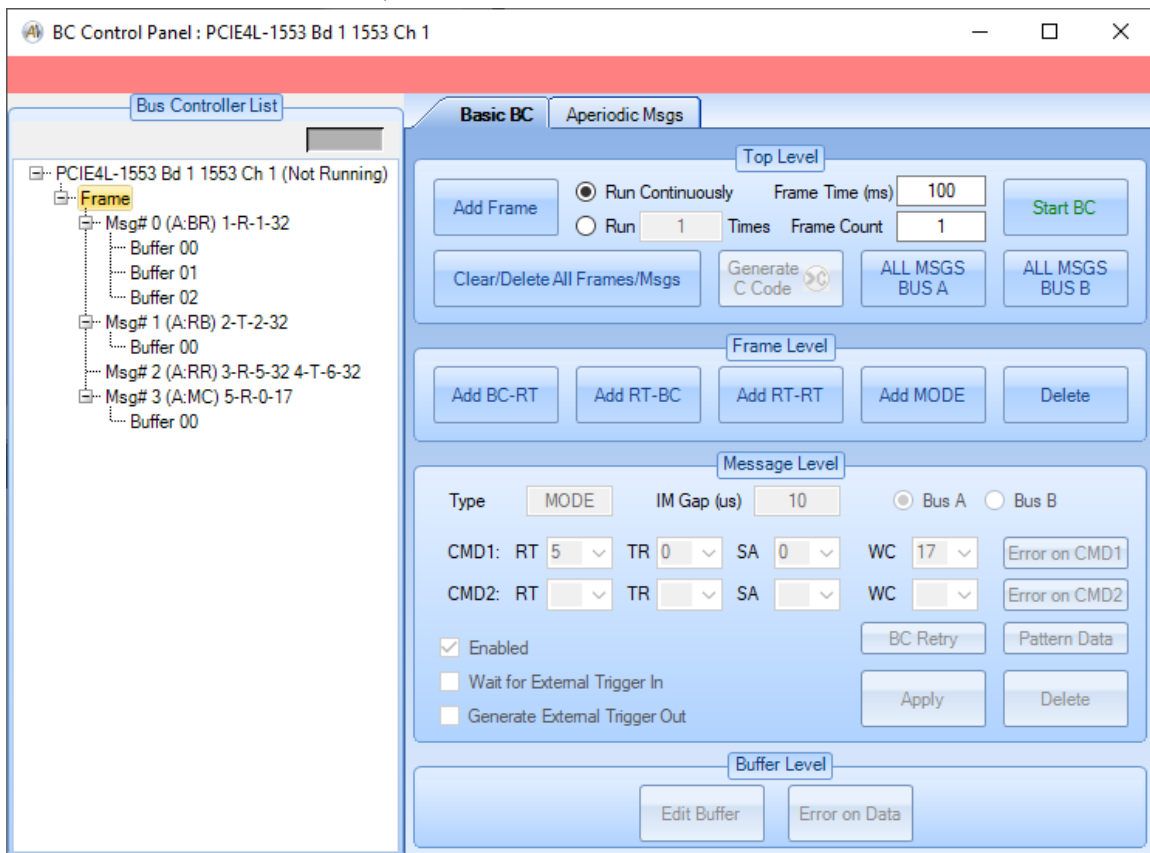 BC Control Panel : PCIE4L-1553 Bd 1 1553 Ch 1
Bus Controller List
PCIE4L-1553 Bd 1 1553 Ch 1 (Not Running)
Frame
Msg# 0 (A:BR) 1-R-1-32
Buffer 00
Buffer 01
Buffer 02
Msg# 1 (A:RB) 2-T-2-32
Buffer 00
Msg# 2 (A:RR) 3-R-5-32 4-T-6-32
Msg# 3 (A:MC) 5-R-0-17
Buffer 00
Basic BC Aperiodic Msgs
Top Level
Add Frame
Run Continuously Frame Time (ms) 100
Run 1 Times Frame Count 1
Start BC
Clear/Delete All Frames/Msgs
Generate
C Code
ALL MSGS
BUS A
ALL MSGS
BUS B
Frame Level
Add BC-RT Add RT-BC Add RT-RT Add MODE Delete
Message Level
Type MODE IM Gap (us) 10 Bus A Bus B
CMD1: RT 5 TR 0 SA 0 WC 17 Error on CMD1
CMD2: RT TR SA WC Error on CMD2
Enabled
BC Retry Pattern Data
Wait for External Trigger In
Generate External Trigger Out
Apply Delete
Buffer Level
Edit Buffer Error on Data